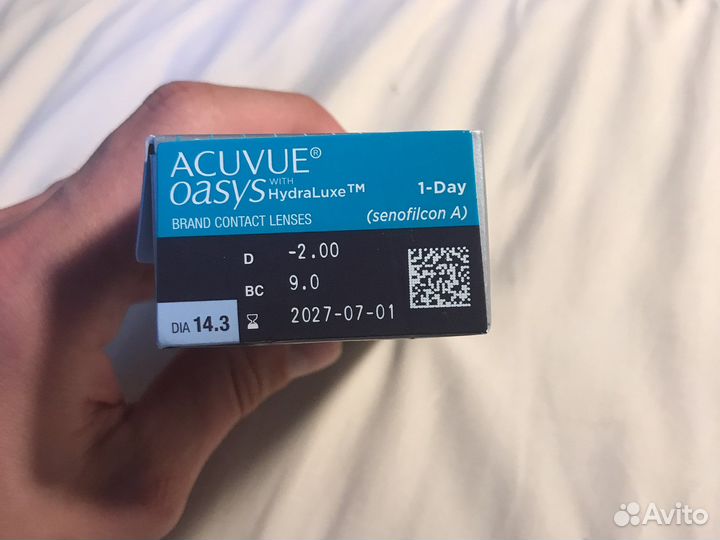 ACUVUE®
OASYS WITH HydraLuxe™ 1-Day
BRAND CONTACT LENSES (senofilcon A)
D -2.00
BC 9.0
DIA 14.3 2027-07-01
Avito